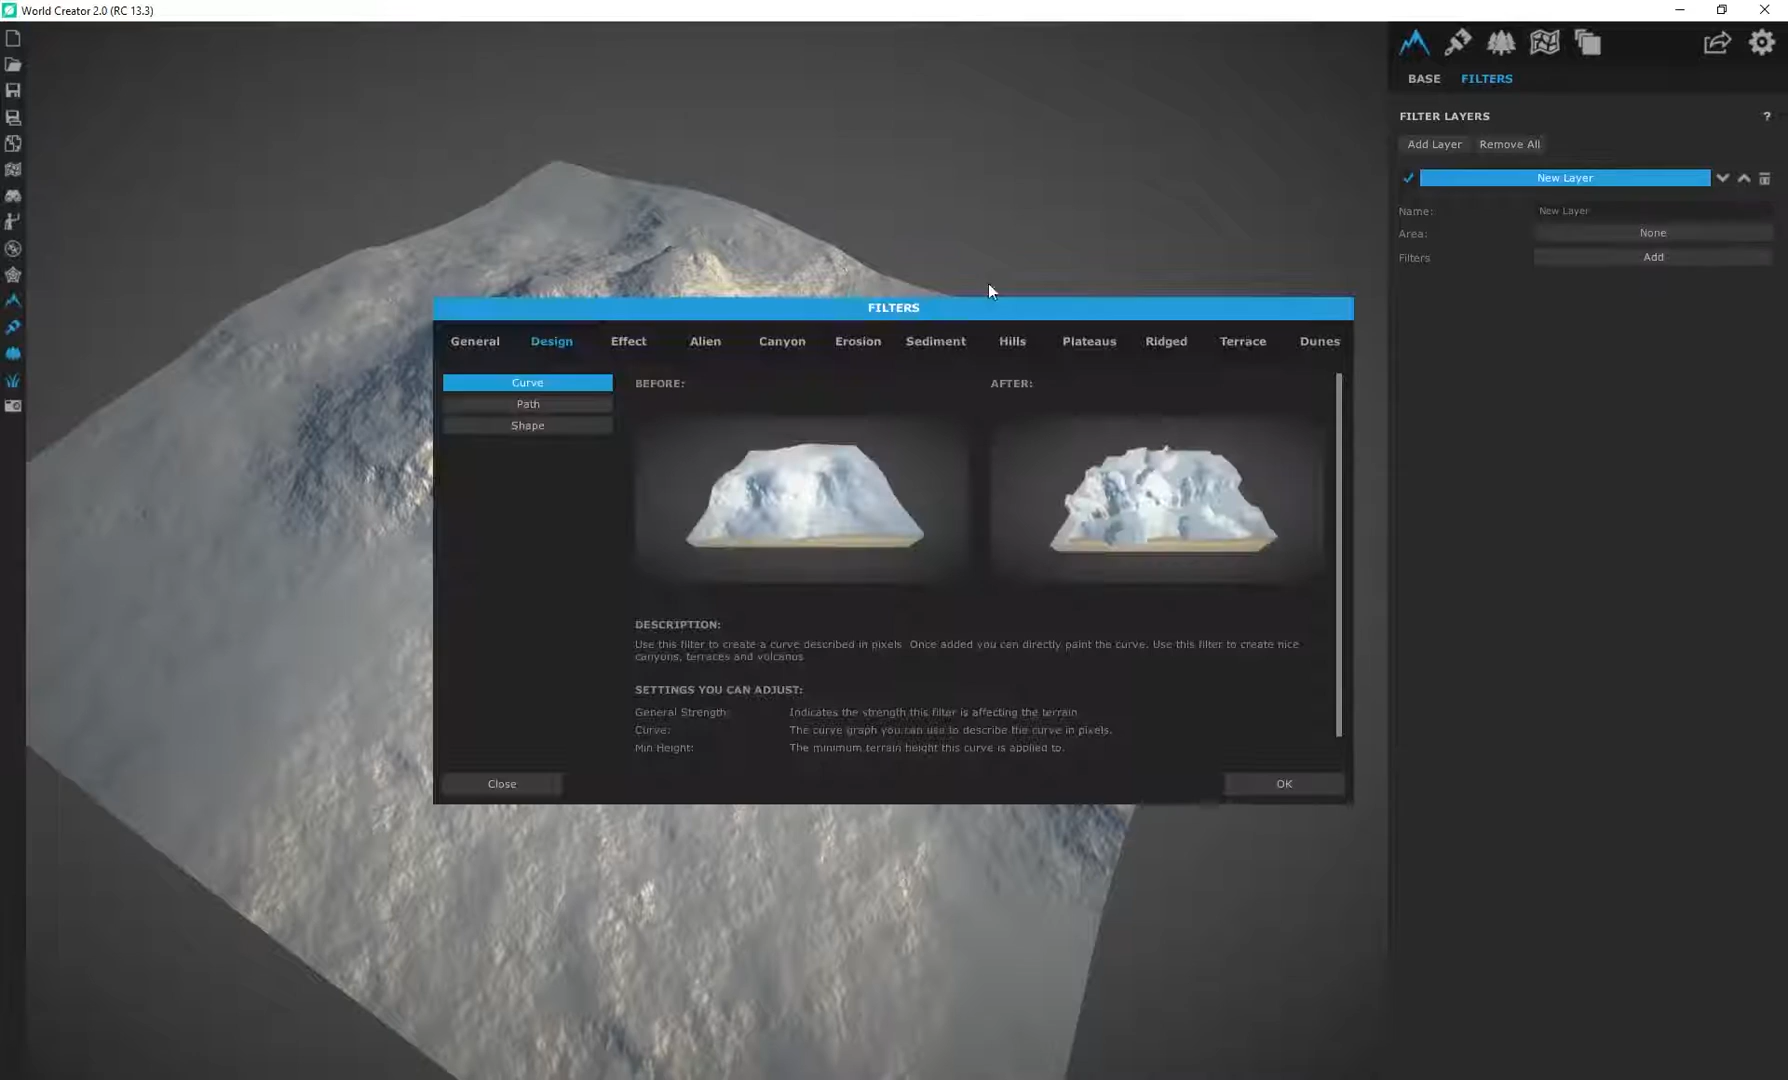 World Creator 2.0 (RC 13.3)
BASE FILTERS
FILTER LAYERS ?
Add Layer Remove All
New Layer
Name: New Layer
Area: None
Filters Add
FILTERS
General Design Effect Alien Canyon Erosion Sediment Hills Plateaus Ridged Terrace Dunes
Curve
Path
Shape
BEFORE: AFTER:
DESCRIPTION:
Use this filter to create a curve described in pixels. Once added you can directly paint the curve. Use this filter to create nice
canyons, terraces and volcanus
SETTINGS YOU CAN ADJUST:
General Strength: Indicates the strength this filter is affecting the terrain
Curve: The curve graph you can use to describe the curve in pixels.
Min Height: The minimum terrain height this curve is applied to.
Close OK